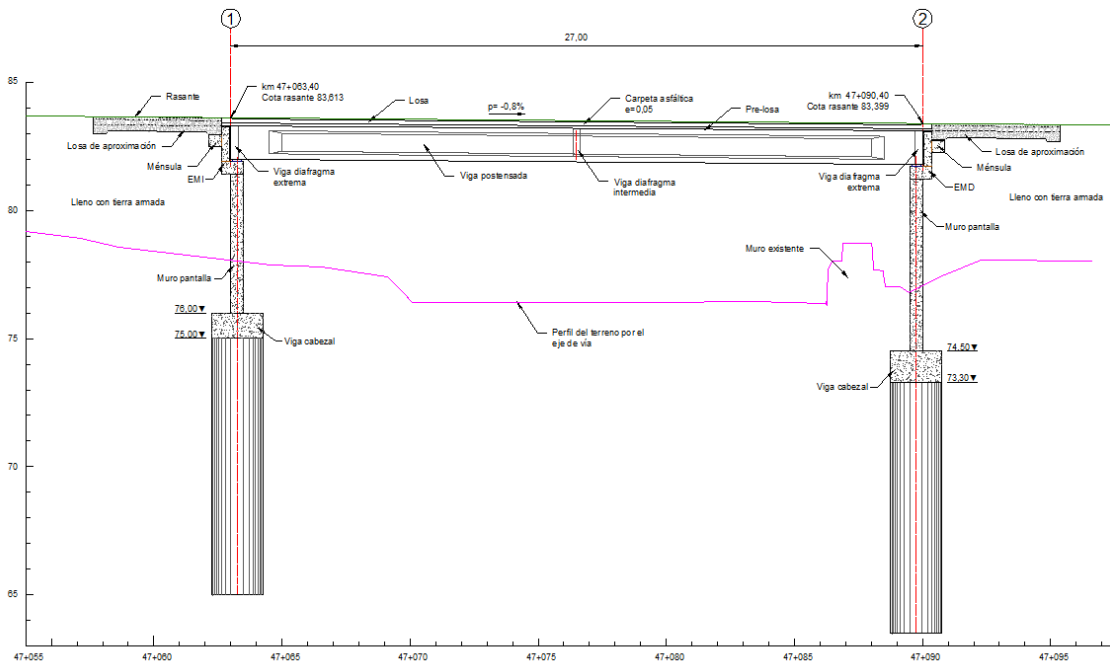 1
2
27,00
85
km 47+063,40
Cota rasante 83,613
Rasante
Losa
p= -0,8%
Carpeta asfáltica
e=0,05
Pre-losa
km 47+090,40
Cota rasante 83,399
Losa de aproximación
Ménsula
EMI
Viga diafragma
extrema
Viga postensada
Viga diafragma
intermedia
Viga diafragma
extrema
Losa de aproximación
Ménsula
EMD
80
Lleno con tierra armada
Lleno con tierra armada
Muro pantalla
Muro existente
Muro pantalla
76,00
75
75,00
Viga cabezal
Perfil del terreno por el
eje de vía
74,50
Viga cabezal
73,30
70
65
47+055
47+060
47+065
47+070
47+075
47+080
47+085
47+090
47+095